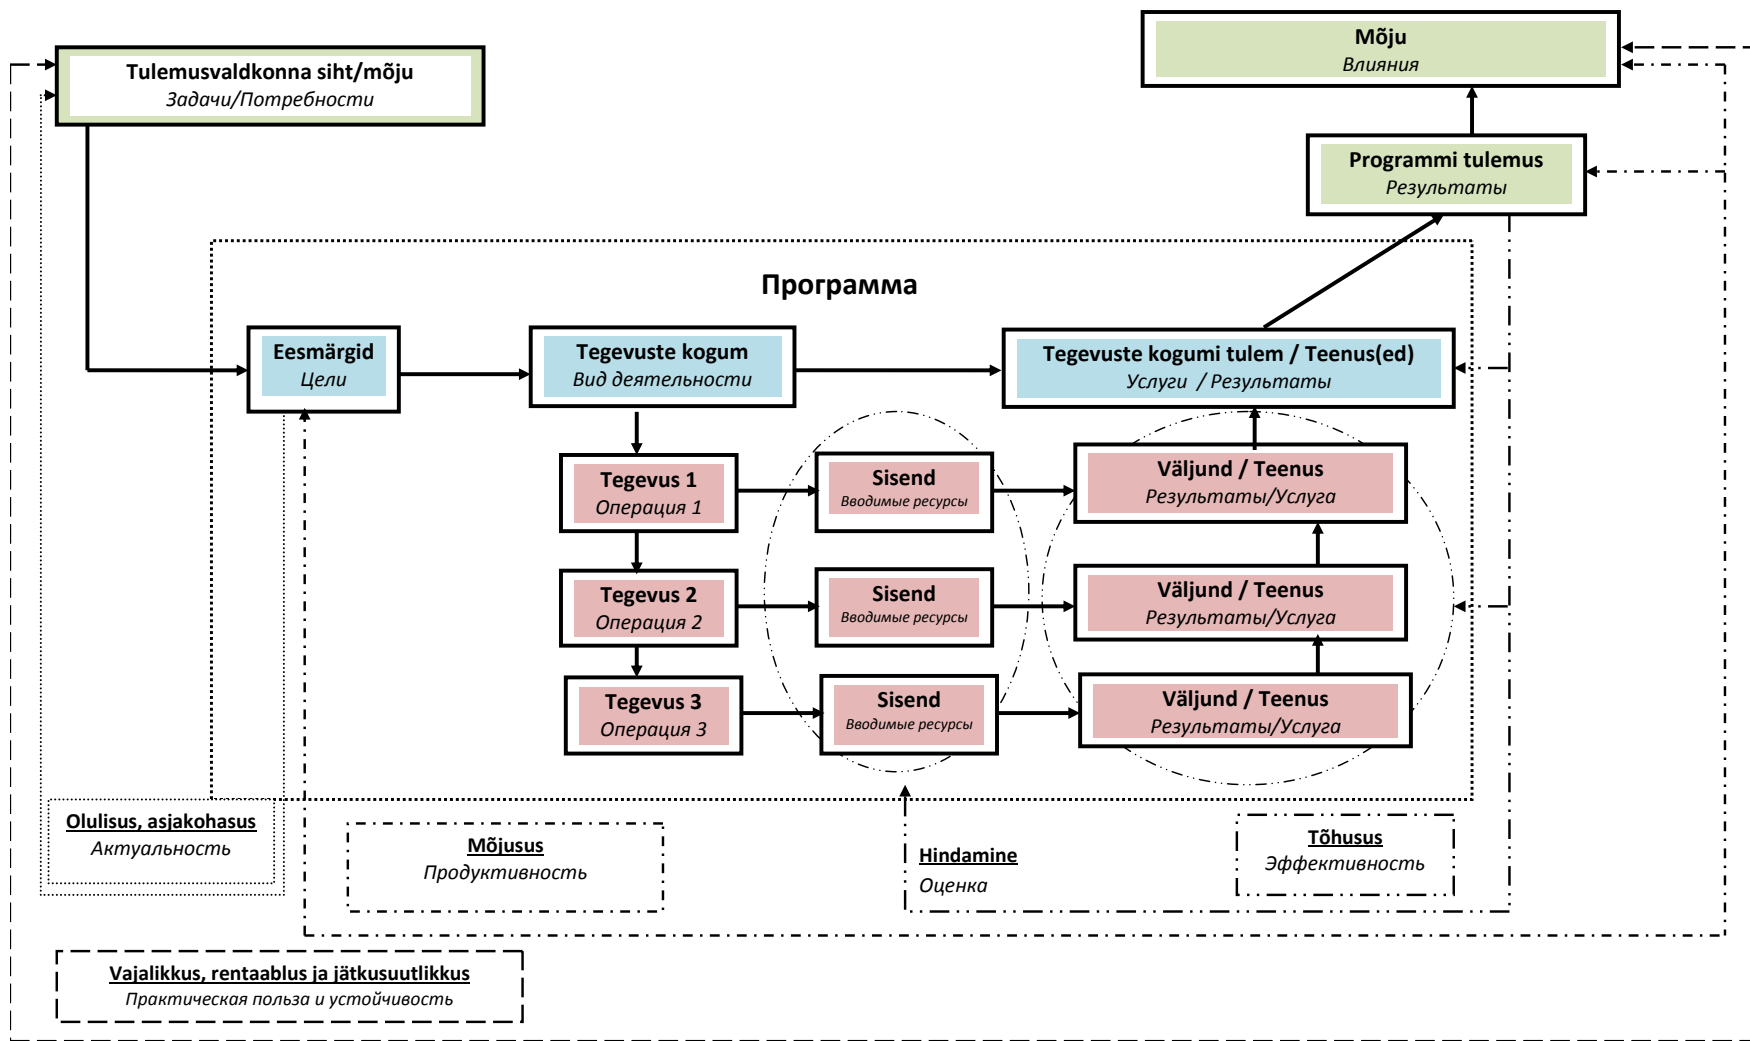 Mõju
Влияния
Tulemusvaldkonna siht/mõju
Задачи/Потребности
Programmi tulemus
Результаты
Программа
Eesmärgid
Цели
Tegevuste kogum
Вид деятельности
Tegevuste kogumi tulem / Teenus(ed)
Услуги / Результаты
Tegevus 1
Операция 1
Sisend
Вводимые ресурсы
Väljund / Teenus
Результаты/Услуга
Tegevus 2
Операция 2
Sisend
Вводимые ресурсы
Väljund / Teenus
Результаты/Услуга
Tegevus 3
Операция 3
Sisend
Вводимые ресурсы
Väljund / Teenus
Результаты/Услуга
Olulisus, asjakohasus
Актуальность
Mõjusus
Продуктивность
Hindamine
Оценка
Tõhusus
Эффективность
Vajalikkus, rentaablus ja jätkusuutlikkus
Практическая польза и устойчивость